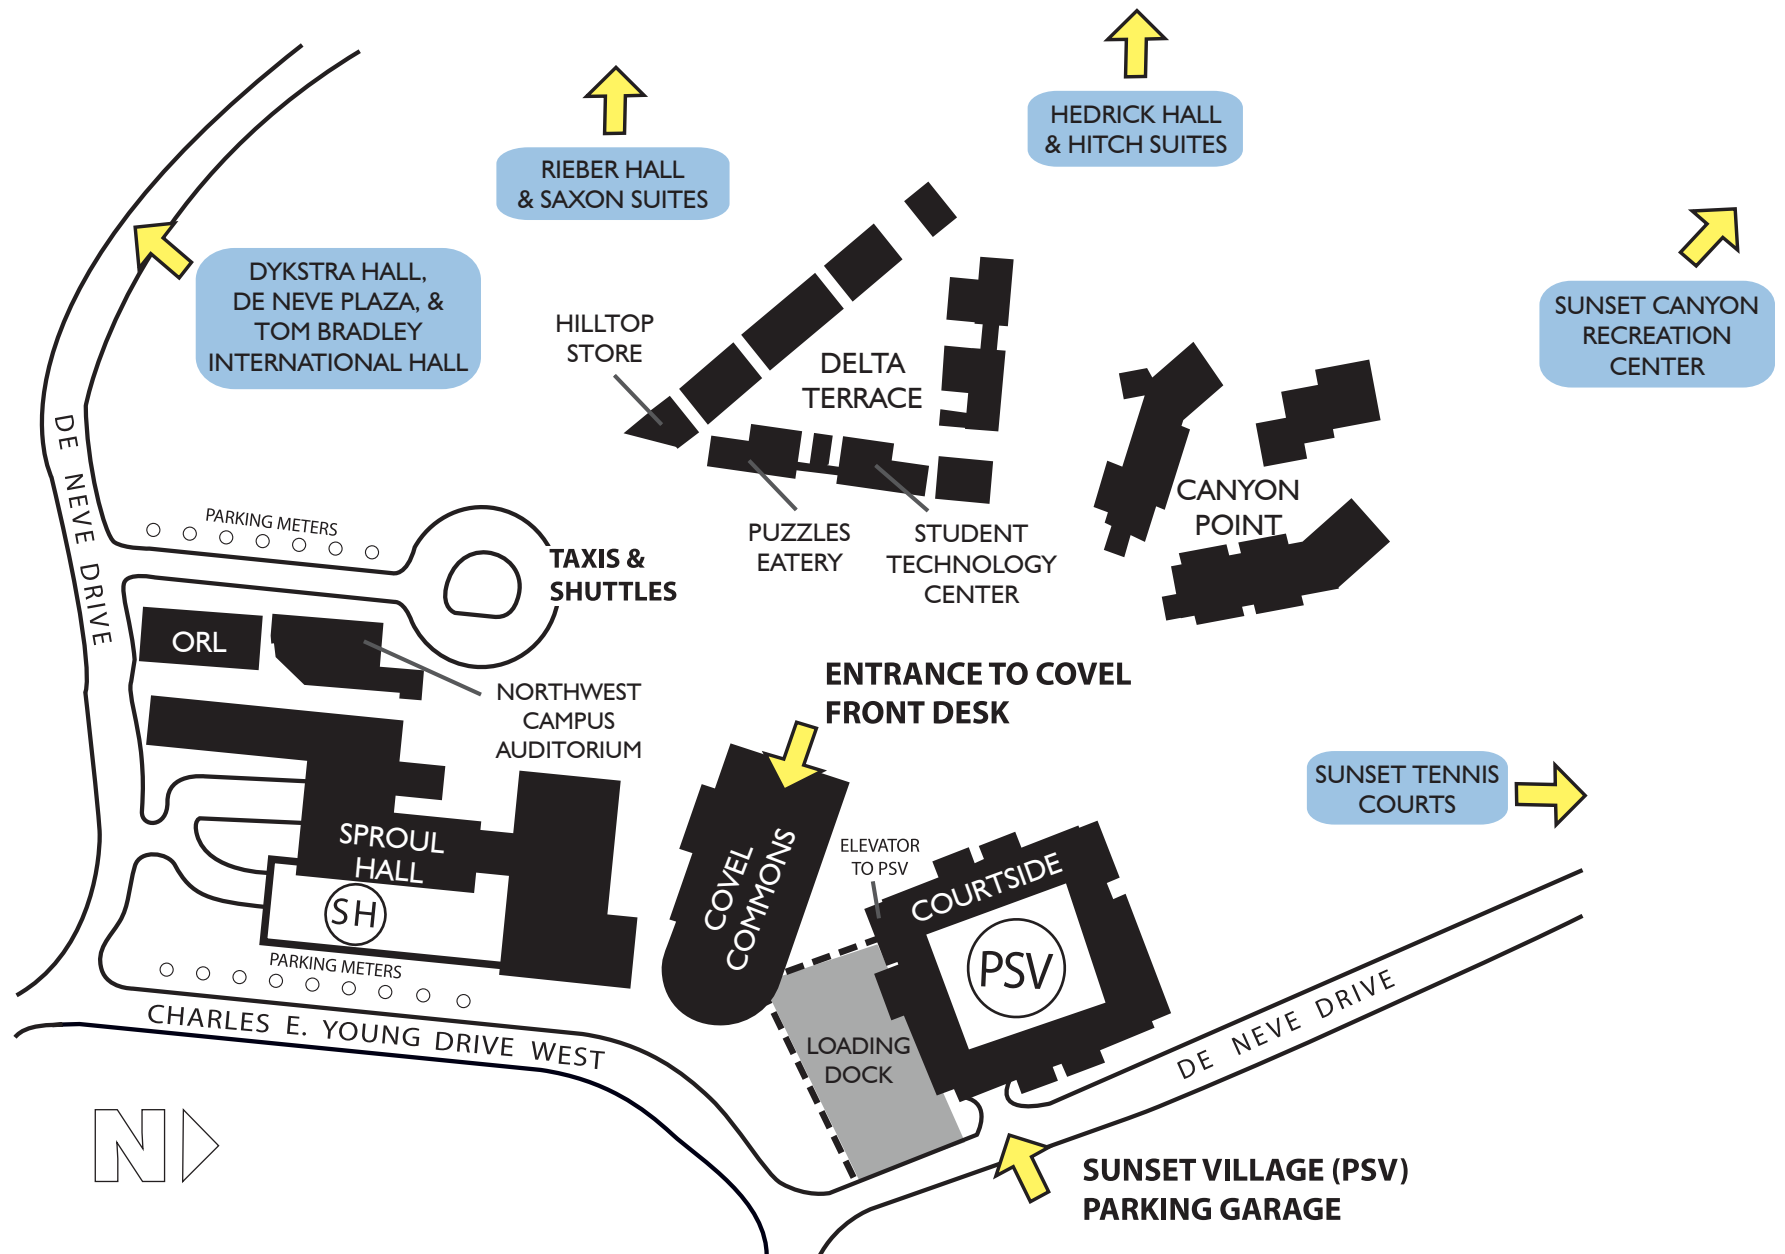 HEDRICK HALL
& HITCH SUITES
RIEBER HALL
& SAXON SUITES
DYKSTRA HALL,
DE NEVE PLAZA, &
TOM BRADLEY
INTERNATIONAL HALL
SUNSET CANYON
RECREATION
CENTER
HILLTOP
STORE
DELTA
TERRACE
CANYON
POINT
PUZZLES
EATERY
STUDENT
TECHNOLOGY
CENTER
DE NEVE DRIVE
PARKING METERS
TAXIS &
SHUTTLES
ORL
NORTHWEST
CAMPUS
AUDITORIUM
ENTRANCE TO COVEL
FRONT DESK
SUNSET TENNIS
COURTS
SPROUL
HALL
SH
COVEL
COMMONS
ELEVATOR
TO PSV
COURTSIDE
PSV
PARKING METERS
CHARLES E. YOUNG DRIVE WEST
LOADING
DOCK
DE NEVE DRIVE
N
SUNSET VILLAGE (PSV)
PARKING GARAGE